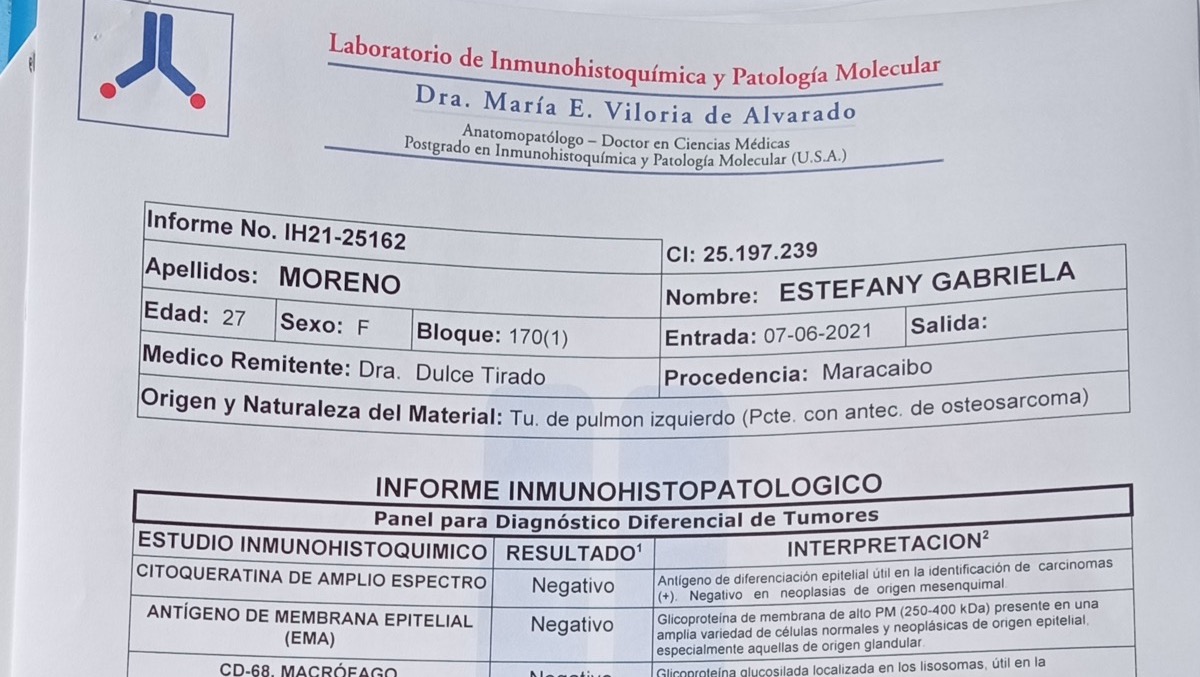 Laboratorio de Inmunohistoquímica y Patología Molecular
Dra. María E. Viloria de Alvarado
Anatomopatólogo – Doctor en Ciencias Médicas
Postgrado en Inmunohistoquímica y Patología Molecular (U.S.A.)
Informe No. IH21-25162
CI: 25.197.239
Apellidos: MORENO
Nombre: ESTEFANY GABRIELA
Edad: 27 Sexo: F Bloque: 170(1)
Entrada: 07-06-2021 Salida:
Medico Remitente: Dra. Dulce Tirado
Procedencia: Maracaibo
Origen y Naturaleza del Material: Tu. de pulmon izquierdo (Pcte. con antec. de osteosarcoma)
INFORME INMUNOHISTOPATOLOGICO
Panel para Diagnóstico Diferencial de Tumores
ESTUDIO INMUNOHISTOQUIMICO RESULTADO¹ INTERPRETACION²
CITOQUERATINA DE AMPLIO ESPECTRO Negativo
Antígeno de diferenciación epitelial útil en la identificación de carcinomas
(+). Negativo en neoplasias de origen mesenquimal.
ANTÍGENO DE MEMBRANA EPITELIAL
(EMA)
Negativo
Glicoproteína de membrana de alto PM (250-400 kDa) presente en una
amplia variedad de células normales y neoplásicas de origen epitelial,
especialmente aquellas de origen glandular.
CD-68, MACRÓFAGO
Negativo
Glicoproteína glucosilada localizada en los lisosomas, útil en la